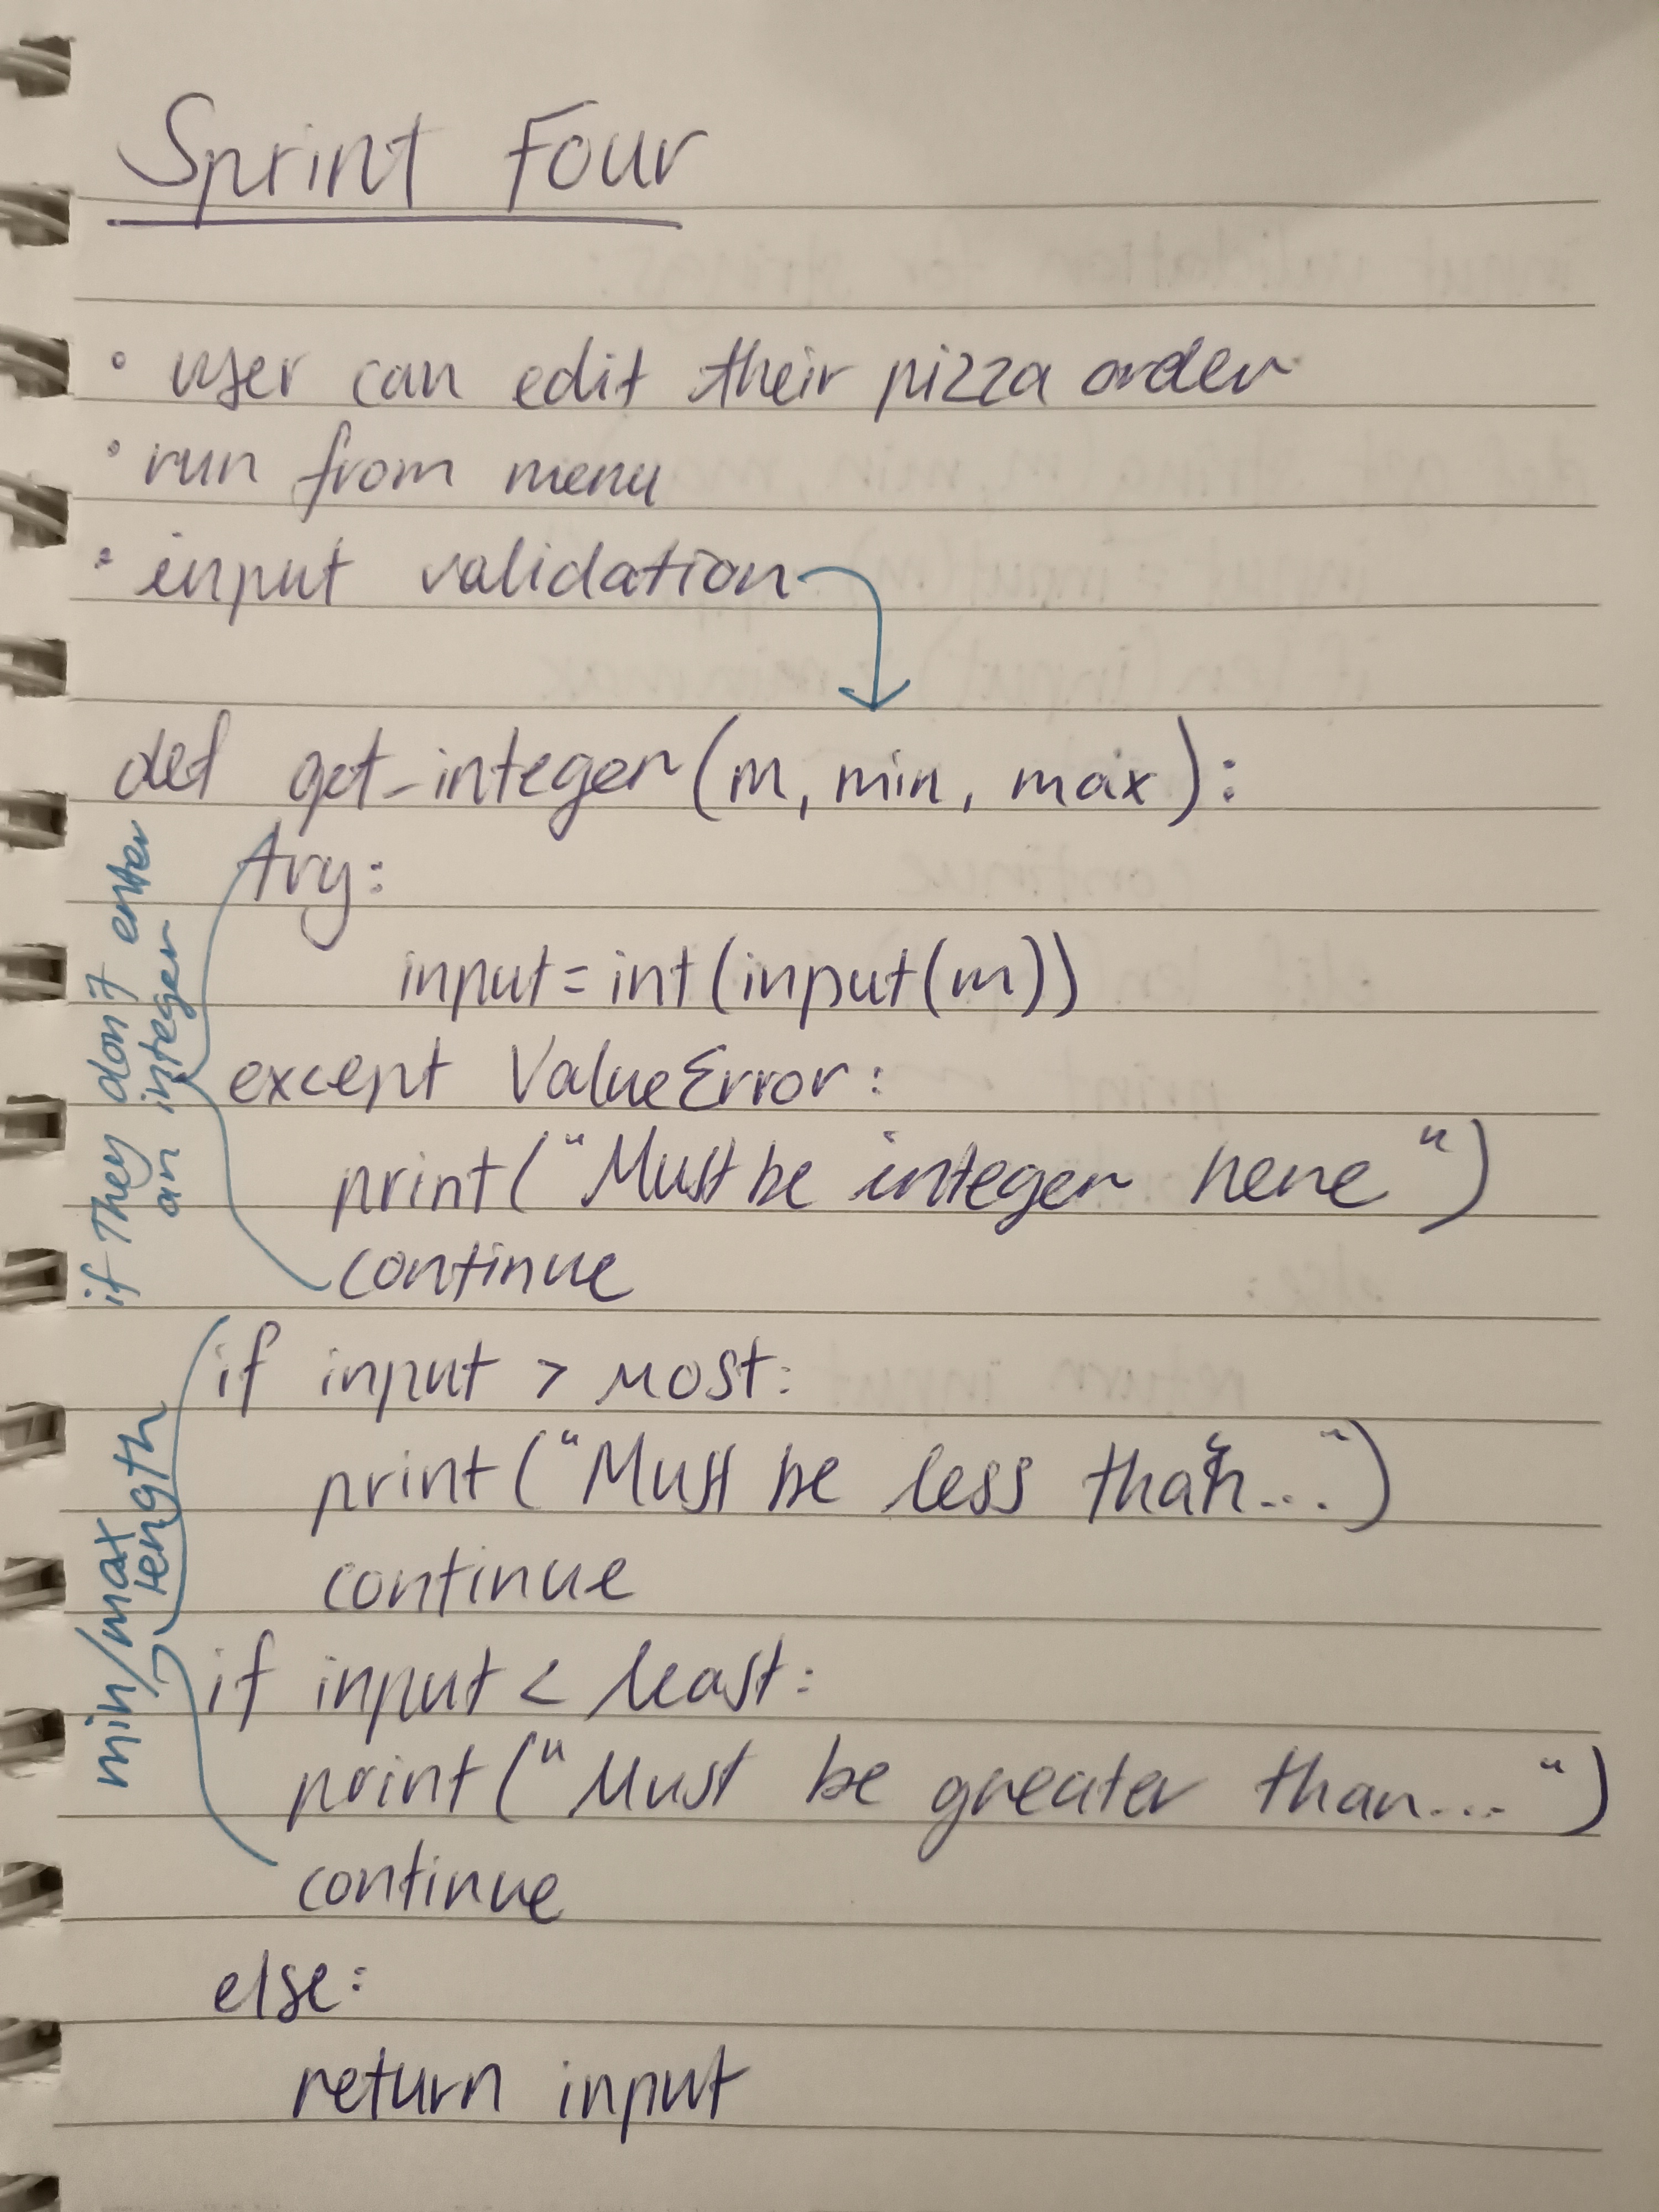 Sprint Four
• user can edit their pizza order
• run from menu
• input validation
def get_integer(m, min, max):
try:
input = int(input(m))
except ValueError:
print("Must be integer here")
continue
if they don't enter
an integer
if input > most:
print("Must be less than...")
continue
if input < least:
print("Must be greater than...")
continue
min/max
length
else:
return input